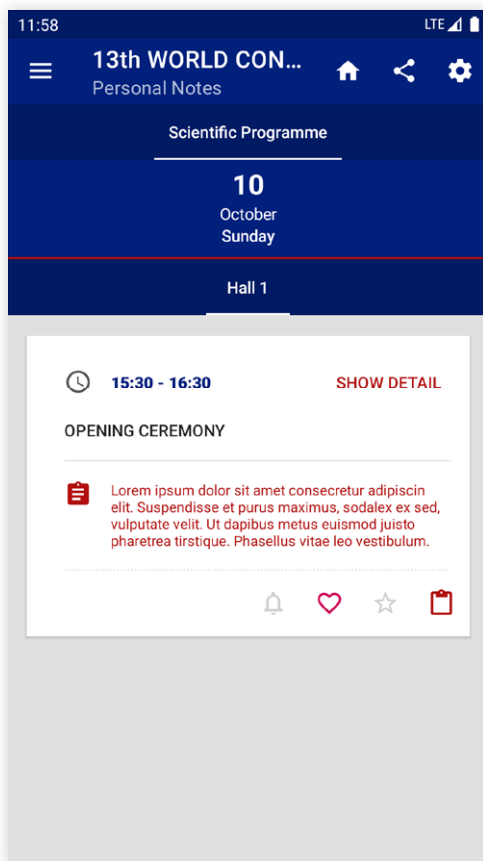 11:58
LTE
13th WORLD CON...
Personal Notes
Scientific Programme
10
October
Sunday
Hall 1
15:30 - 16:30
SHOW DETAIL
OPENING CEREMONY
Lorem ipsum dolor sit amet consecretur adipiscin
elit. Suspendisse et purus maximus, sodalex ex sed,
vulputate velit. Ut dapibus metus euismod juisto
pharetrea tirstique. Phasellus vitae leo vestibulum.